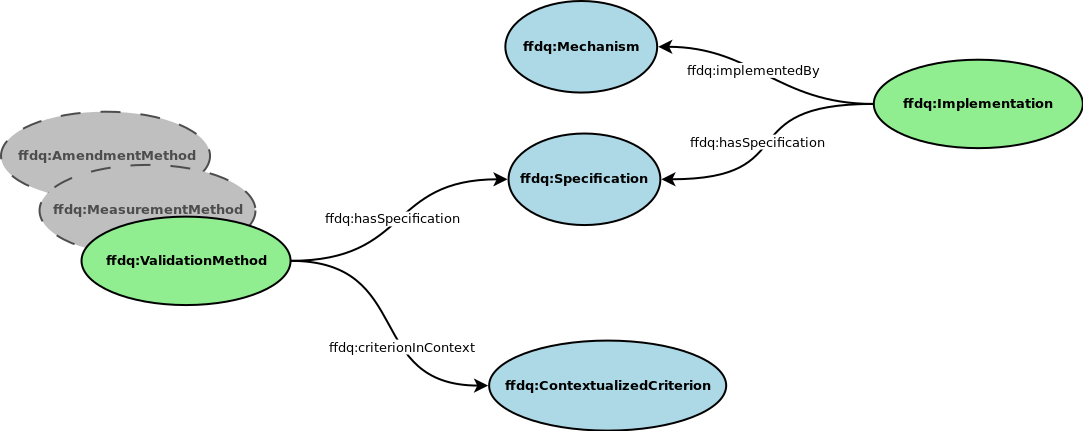 ffdq:Mechanism
ffdq:implementedBy
ffdq:Implementation
ffdq:hasSpecification
ffdq:AmendmentMethod
ffdq:Specification
ffdq:MeasurementMethod
ffdq:hasSpecification
ffdq:ValidationMethod
ffdq:criterionInContext
ffdq:ContextualizedCriterion